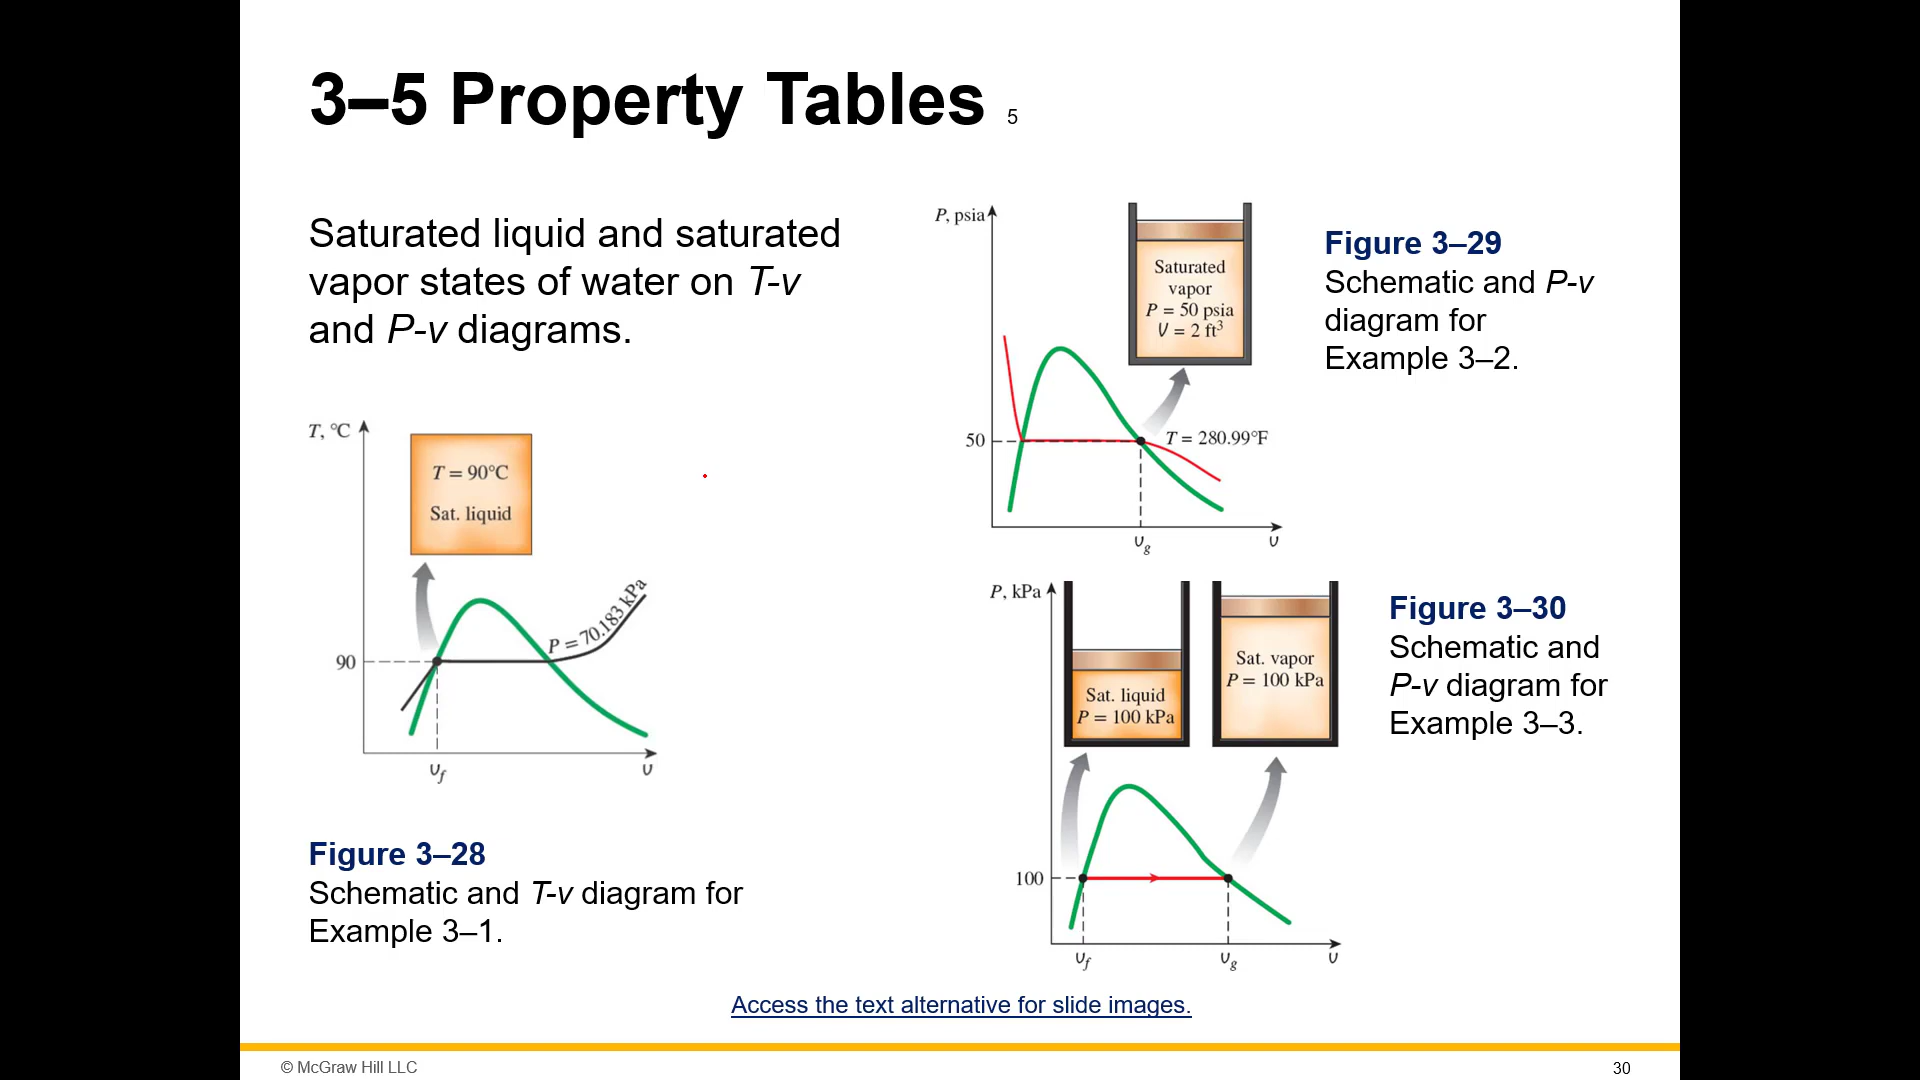 3–5 Property Tables 5
Saturated liquid and saturated
vapor states of water on T-v
and P-v diagrams.
T, °C
T = 90°C
Sat. liquid
P = 70.183 kPa
90
υf
υ
Figure 3–28
Schematic and T-v diagram for
Example 3–1.
P, psia
Saturated
vapor
P = 50 psia
V = 2 ft³
50
T = 280.99°F
υg
υ
Figure 3–29
Schematic and P-v
diagram for
Example 3–2.
P, kPa
Sat. liquid
P = 100 kPa
Sat. vapor
P = 100 kPa
100
υf
υg
υ
Figure 3–30
Schematic and
P-v diagram for
Example 3–3.
Access the text alternative for slide images.
© McGraw Hill LLC
30